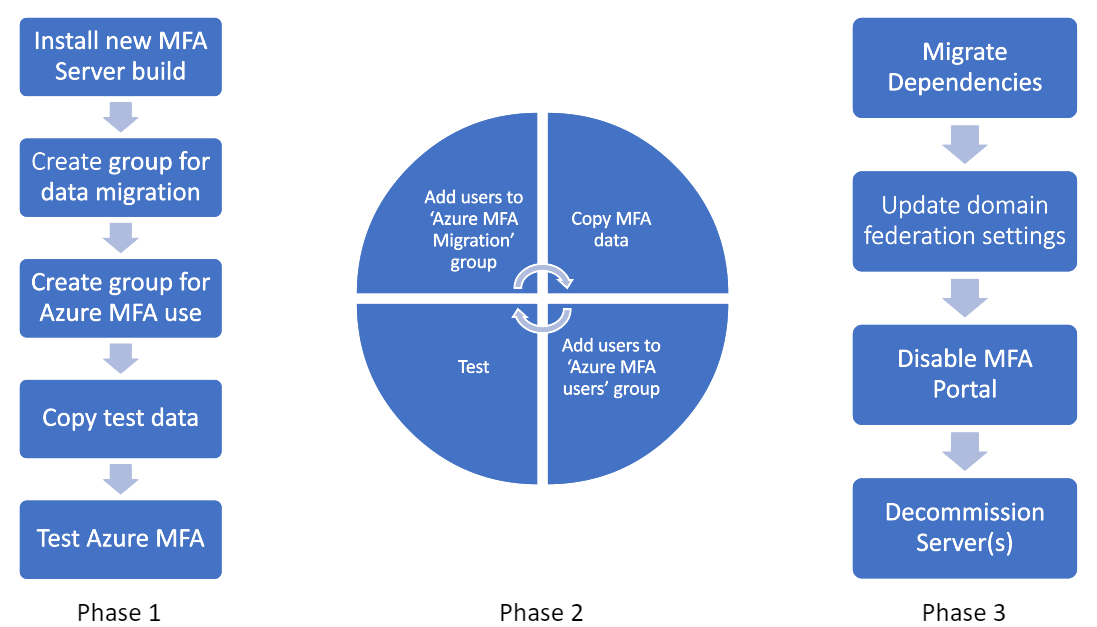 Install new MFA
Server build
Create group for
data migration
Create group for
Azure MFA use
Copy test data
Test Azure MFA
Phase 1
Add users to
‘Azure MFA
Migration’
group
Copy MFA
data
Add users to
‘Azure MFA
users’ group
Test
Phase 2
Migrate
Dependencies
Update domain
federation settings
Disable MFA
Portal
Decommission
Server(s)
Phase 3